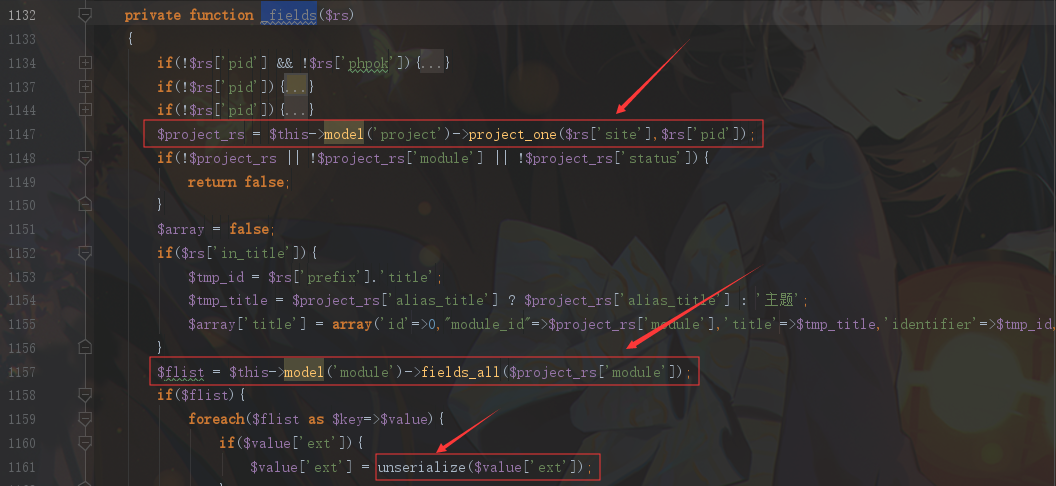 1132 private function _fields($rs)
1133 {
1134 if(!$rs['pid'] && !$rs['phpok']){...}
1137 if(!$rs['pid']){...}
1144 if(!$rs['pid']){...}
1147 $project_rs = $this->model('project')->project_one($rs['site'],$rs['pid']);
1148 if(!$project_rs || !$project_rs['module'] || !$project_rs['status']){
1149 return false;
1150 }
1151 $array = false;
1152 if($rs['in_title']){
1153 $tmp_id = $rs['prefix'].'title';
1154 $tmp_title = $project_rs['alias_title'] ? $project_rs['alias_title'] : '主题';
1155 $array['title'] = array('id'=>0,"module_id"=>$project_rs['module'],'title'=>$tmp_title,'identifier'=>$tmp_id,
1156 }
1157 $flist = $this->model('module')->fields_all($project_rs['module']);
1158 if($flist){
1159 foreach($flist as $key=>$value){
1160 if($value['ext']){
1161 $value['ext'] = unserialize($value['ext']);